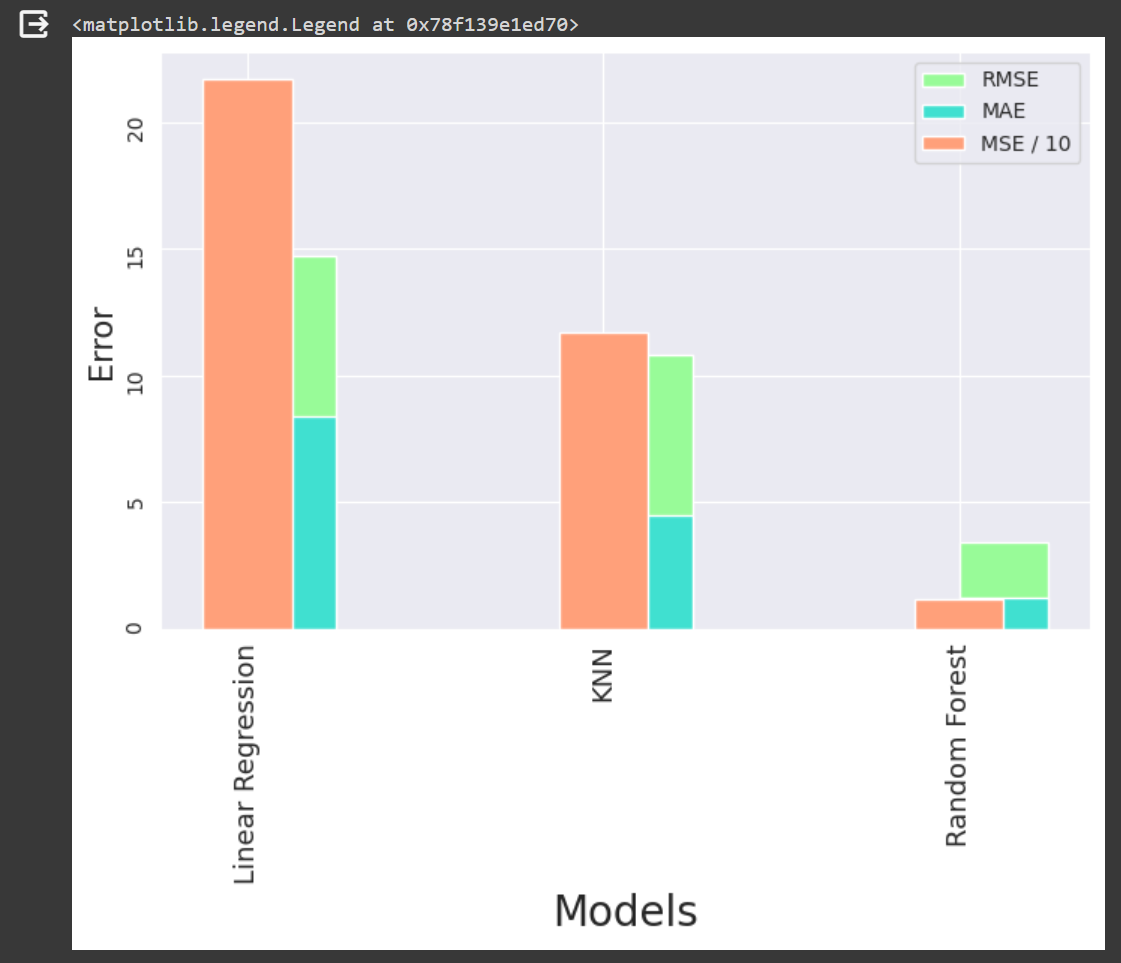 <matplotlib.legend.Legend at 0x78f139e1ed70>
RMSE
MAE
MSE / 10
20
15
10
5
0
Error
Linear Regression
KNN
Random Forest
Models